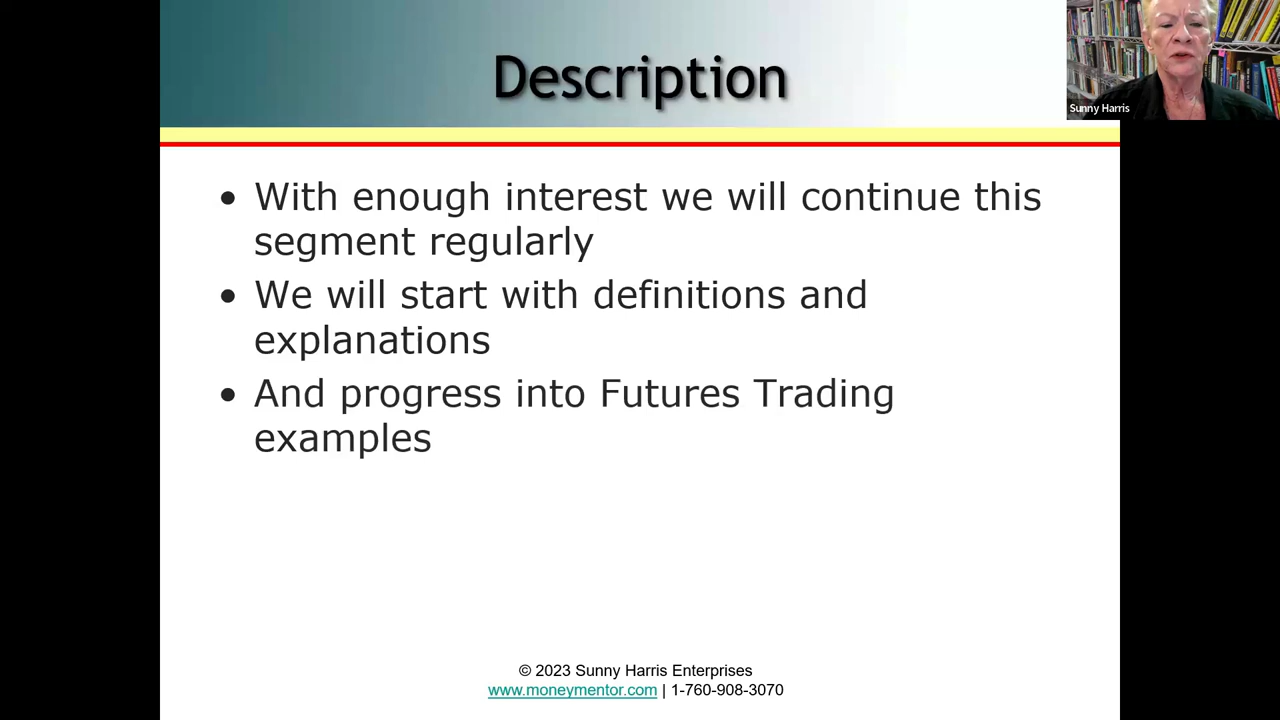 Description
Sunny Harris
• With enough interest we will continue this
segment regularly
• We will start with definitions and
explanations
• And progress into Futures Trading
examples
© 2023 Sunny Harris Enterprises
www.moneymentor.com | 1-760-908-3070